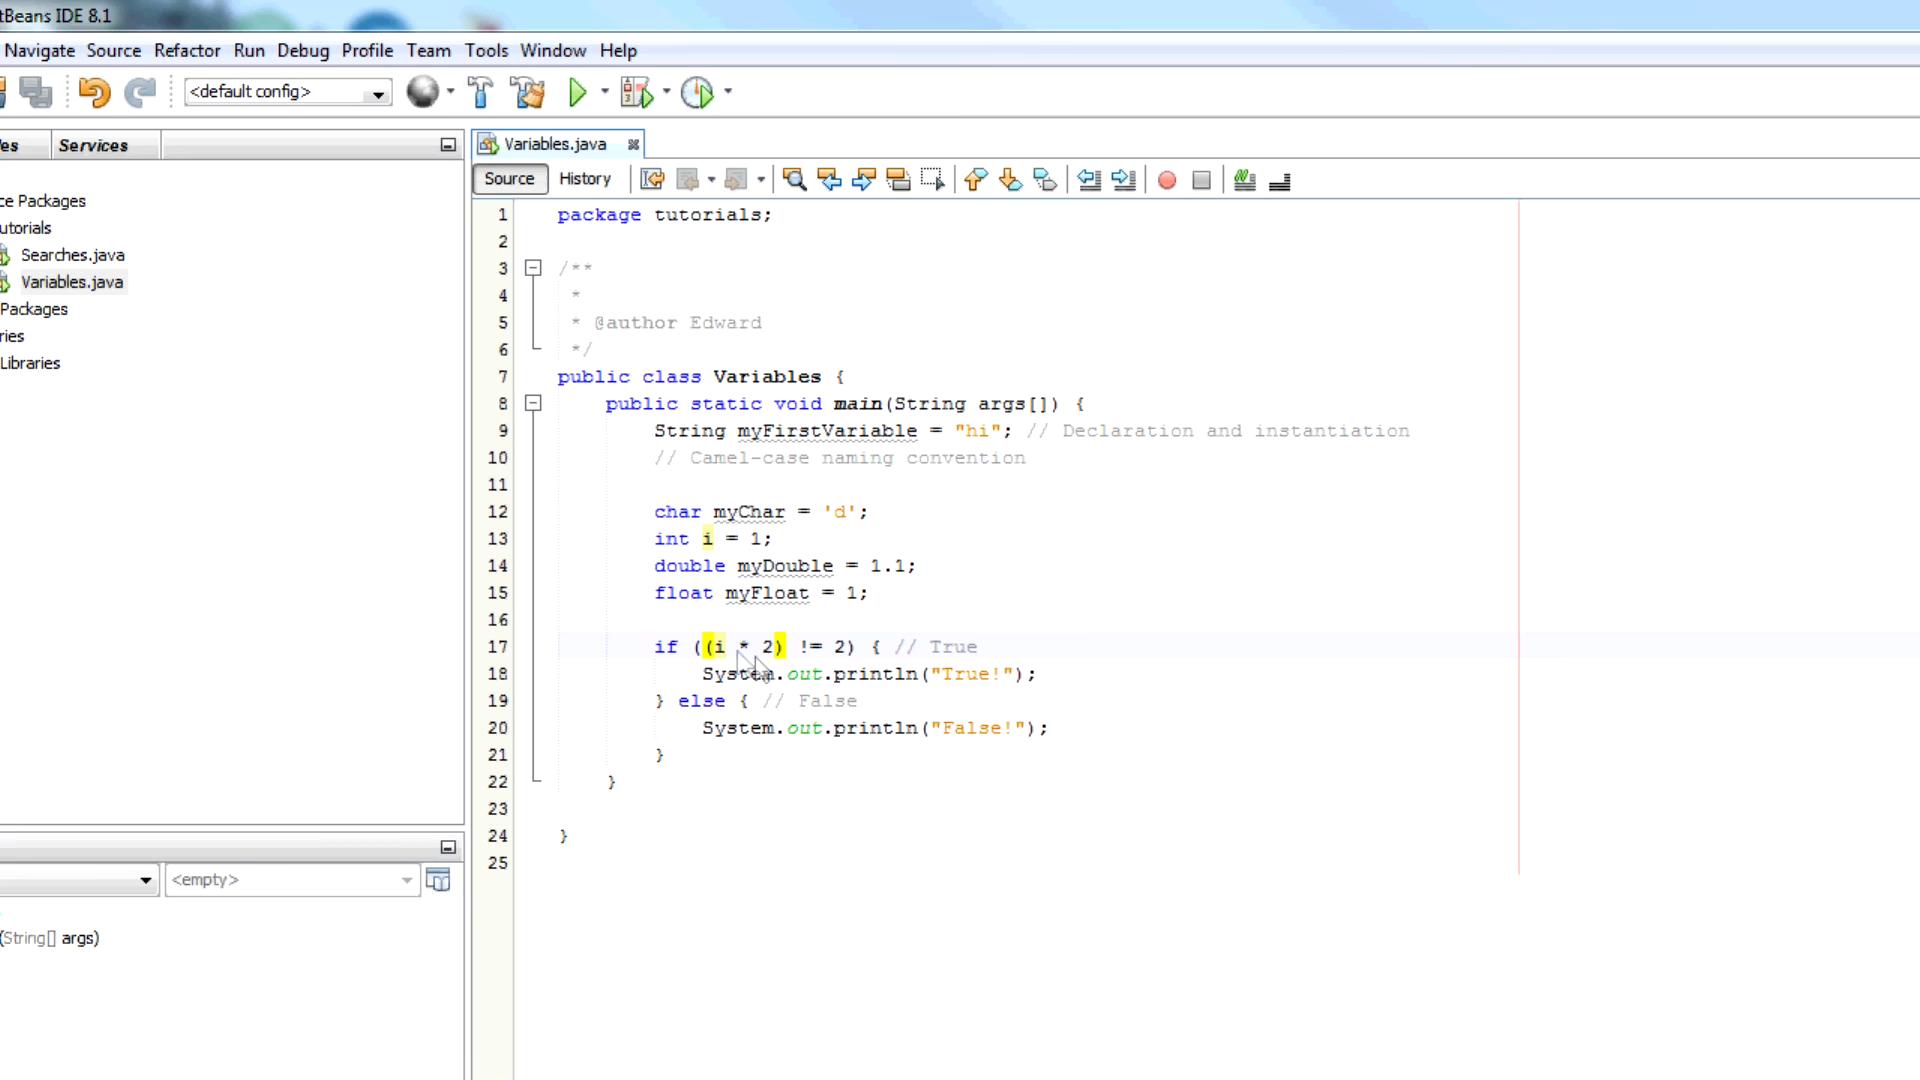 tBeans IDE 8.1
Navigate Source Refactor Run Debug Profile Team Tools Window Help
<default config>
es Services
Variables.java
Source History
ce Packages
utorials
Searches.java
Variables.java
Packages
ries
Libraries
<empty>
(String[] args)
1 package tutorials;
2
3 /**
4 *
5 * @author Edward
6 */
7 public class Variables {
8 public static void main(String args[]) {
9 String myFirstVariable = "hi"; // Declaration and instantiation
10 // Camel-case naming convention
11
12 char myChar = 'd';
13 int i = 1;
14 double myDouble = 1.1;
15 float myFloat = 1;
16
17 if ((i * 2) != 2) { // True
18 System.out.println("True!");
19 } else { // False
20 System.out.println("False!");
21 }
22 }
23
24 }
25